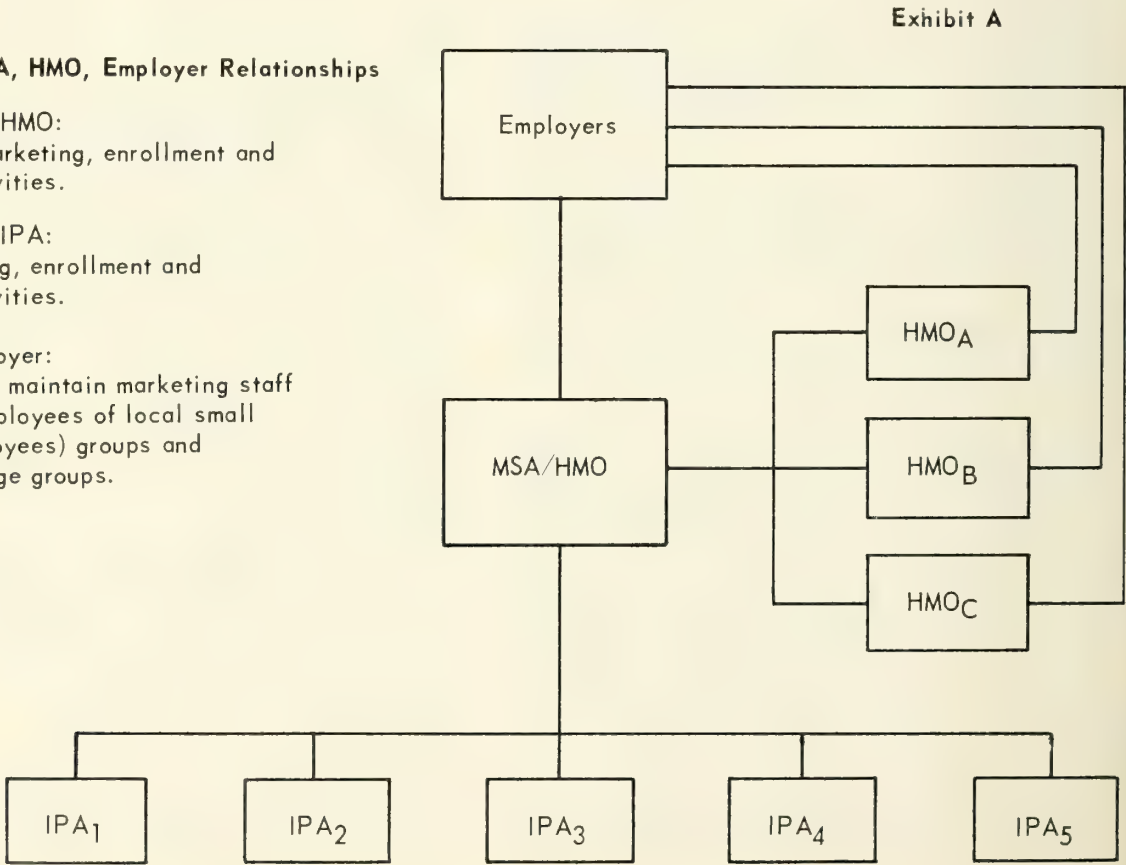 Exhibit A
A, HMO, Employer Relationships
HMO:
marketing, enrollment and
vities.
IPA:
g, enrollment and
vities.
oyer:
maintain marketing staff
ployees of local small
oyees) groups and
ge groups.
Employers
HMOA
MSA/HMO
HMOB
HMOC
IPA1
IPA2
IPA3
IPA4
IPA5